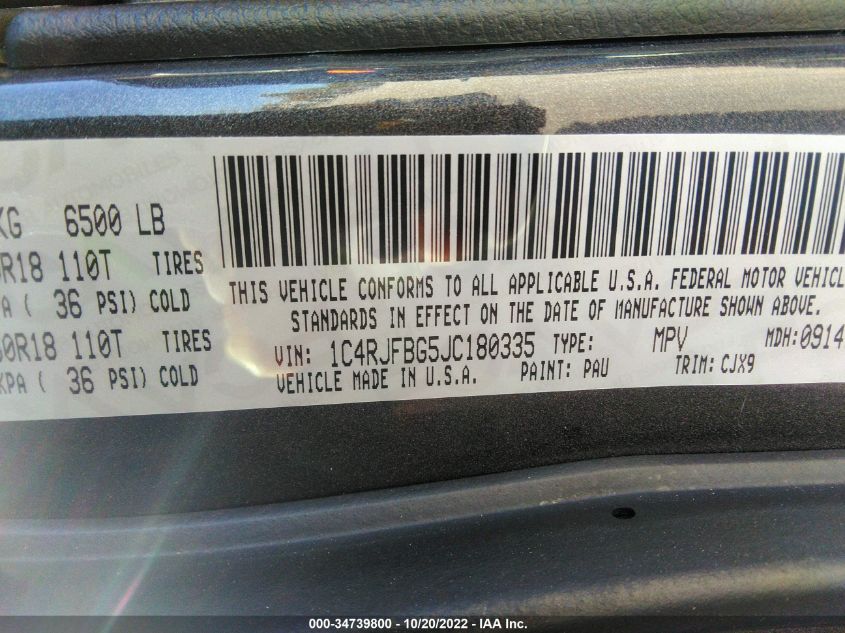 KG 6500 LB
R18 110T TIRES
PA ( 36 PSI) COLD
60R18 110T TIRES
KPA ( 36 PSI) COLD
THIS VEHICLE CONFORMS TO ALL APPLICABLE U.S.A. FEDERAL MOTOR VEHICL
STANDARDS IN EFFECT ON THE DATE OF MANUFACTURE SHOWN ABOVE.
VIN: 1C4RJFBG5JC180335 TYPE: MPV MDH:0914
VEHICLE MADE IN U.S.A. PAINT: PAU TRIM: CJX9
000-34739800 - 10/20/2022 - IAA Inc.